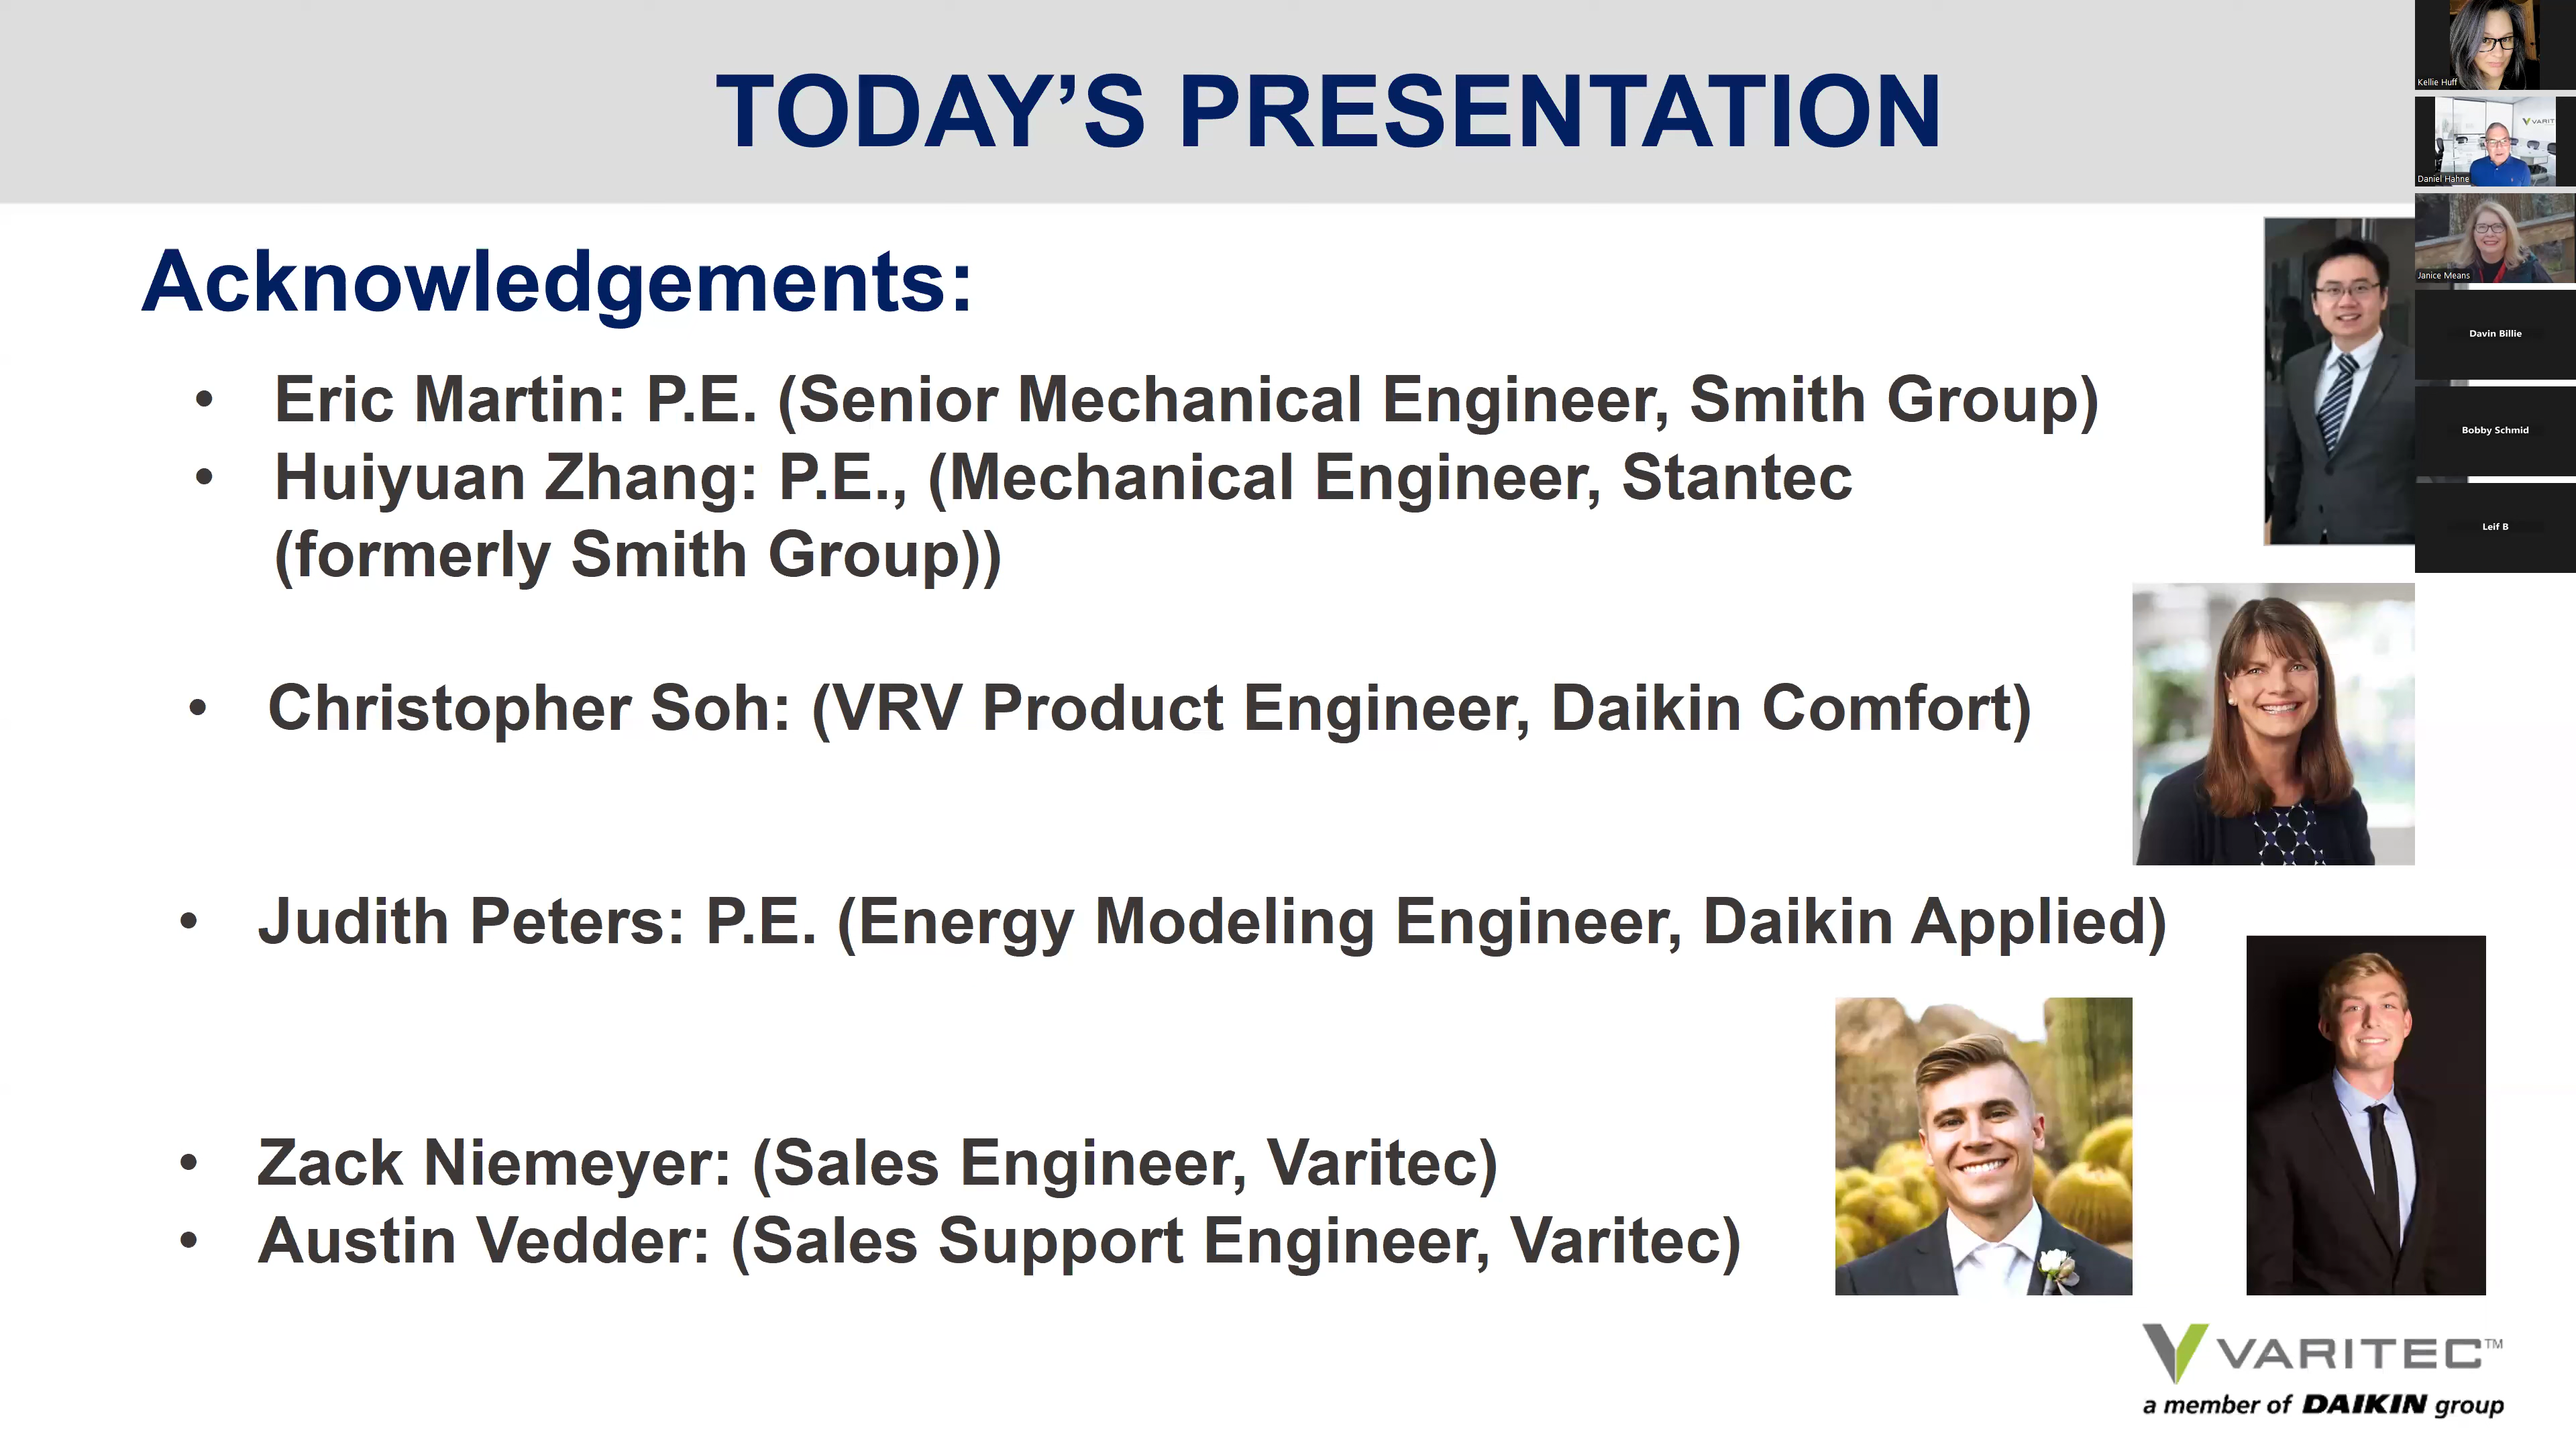 TODAY’S PRESENTATION
Acknowledgements:
• Eric Martin: P.E. (Senior Mechanical Engineer, Smith Group)
• Huiyuan Zhang: P.E., (Mechanical Engineer, Stantec
(formerly Smith Group))
• Christopher Soh: (VRV Product Engineer, Daikin Comfort)
• Judith Peters: P.E. (Energy Modeling Engineer, Daikin Applied)
• Zack Niemeyer: (Sales Engineer, Varitec)
• Austin Vedder: (Sales Support Engineer, Varitec)
VARITEC™
a member of DAIKIN group
Kellie Huff
VARIT
Daniel Hahne
Janice Means
Davin Billie
Bobby Schmid
Leif B